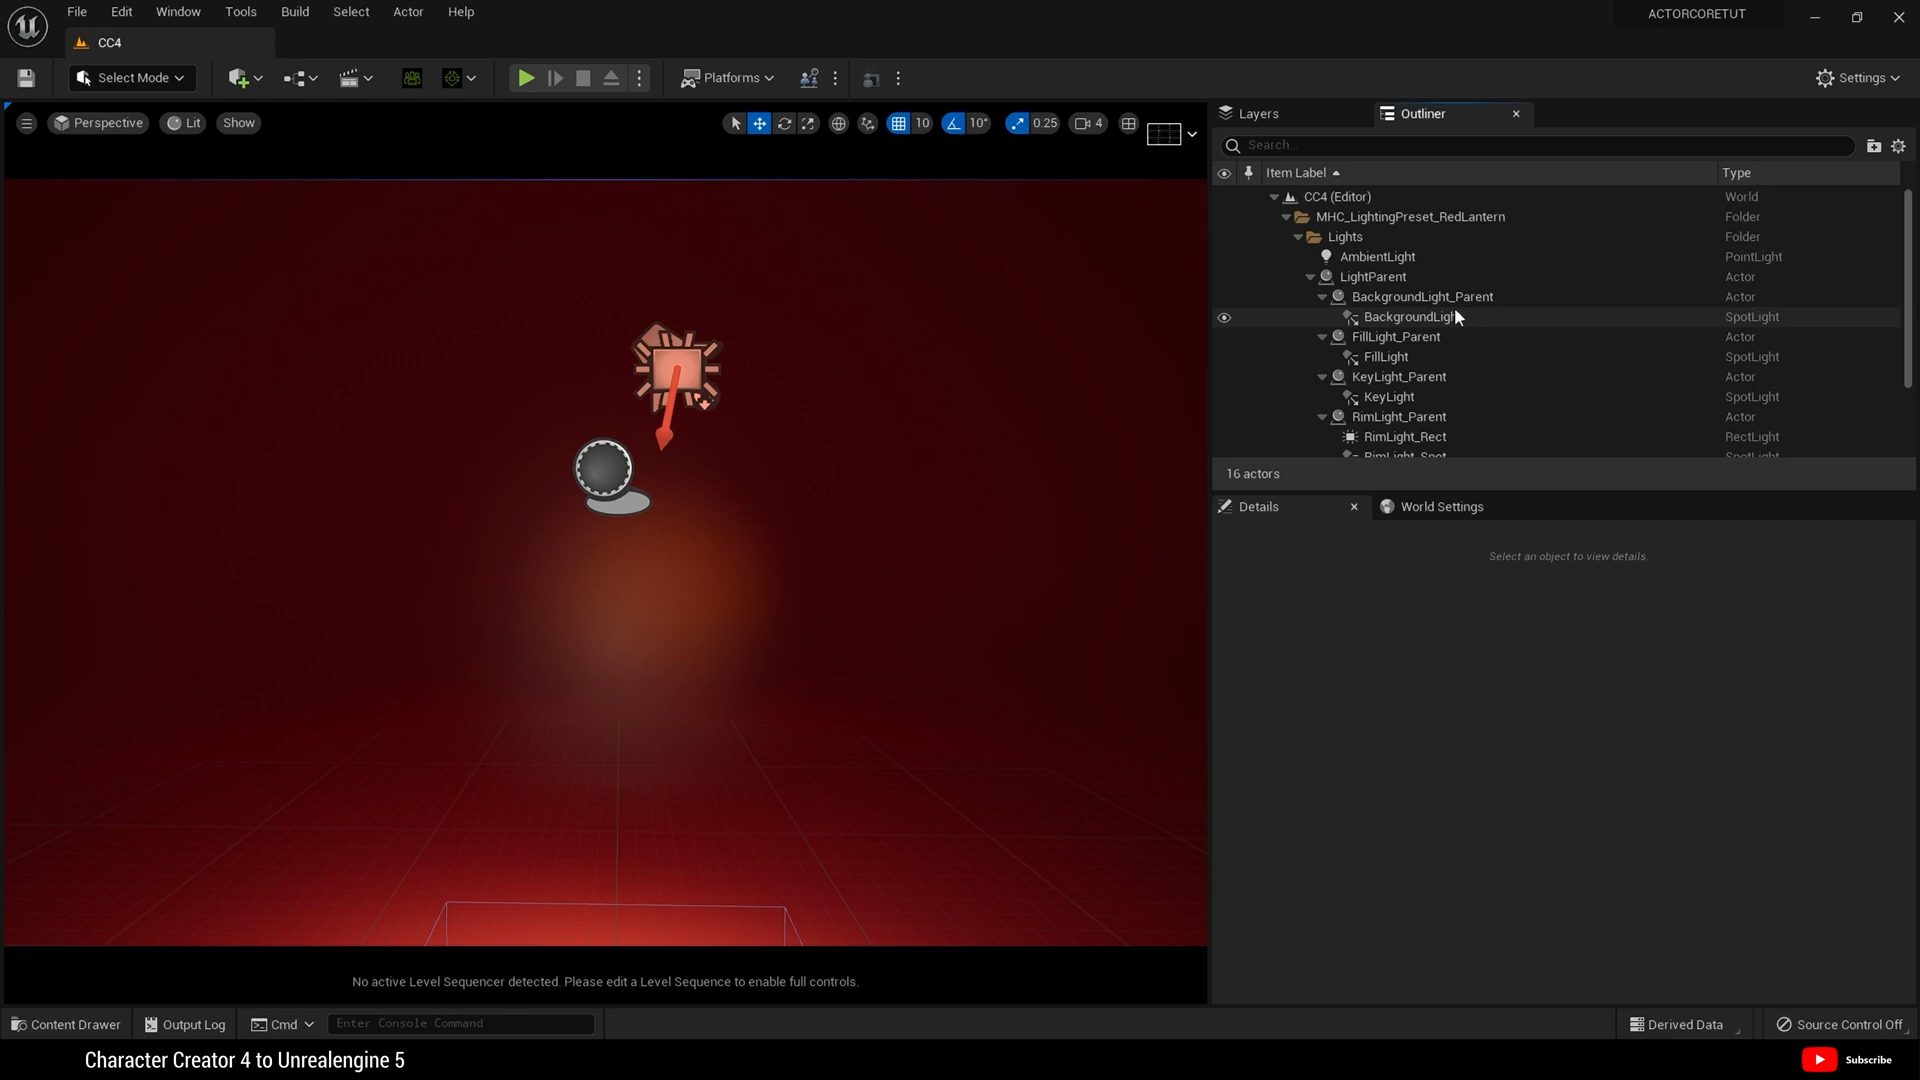 File Edit Window Tools Build Select Actor Help
ACTORCORETUT
CC4
Select Mode
Platforms
Settings
Perspective Lit Show
10 10° 0.25 4
Layers Outliner
Search...
Item Label Type
CC4 (Editor) World
MHC_LightingPreset_RedLantern Folder
Lights Folder
AmbientLight PointLight
LightParent Actor
BackgroundLight_Parent Actor
BackgroundLigh SpotLight
FillLight_Parent Actor
FillLight SpotLight
KeyLight_Parent Actor
KeyLight SpotLight
RimLight_Parent Actor
RimLight_Rect RectLight
RimLight_Spot SpotLight
16 actors
Details World Settings
Select an object to view details.
No active Level Sequencer detected. Please edit a Level Sequence to enable full controls.
Content Drawer Output Log Cmd Enter Console Command
Derived Data Source Control Off
Character Creator 4 to Unrealengine 5
Subscribe